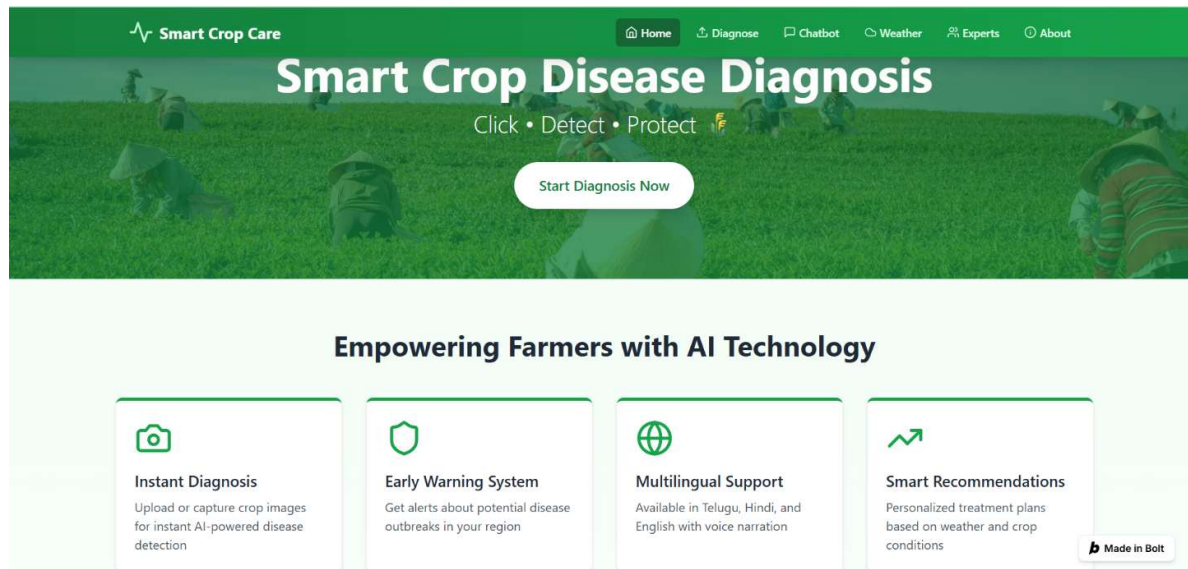 Smart Crop Care
Home
Diagnose
Chatbot
Weather
Experts
About
Smart Crop Disease Diagnosis
Click • Detect • Protect
Start Diagnosis Now
Empowering Farmers with AI Technology
Instant Diagnosis
Upload or capture crop images
for instant AI-powered disease
detection
Early Warning System
Get alerts about potential disease
outbreaks in your region
Multilingual Support
Available in Telugu, Hindi, and
English with voice narration
Smart Recommendations
Personalized treatment plans
based on weather and crop
conditions
b Made in Bolt